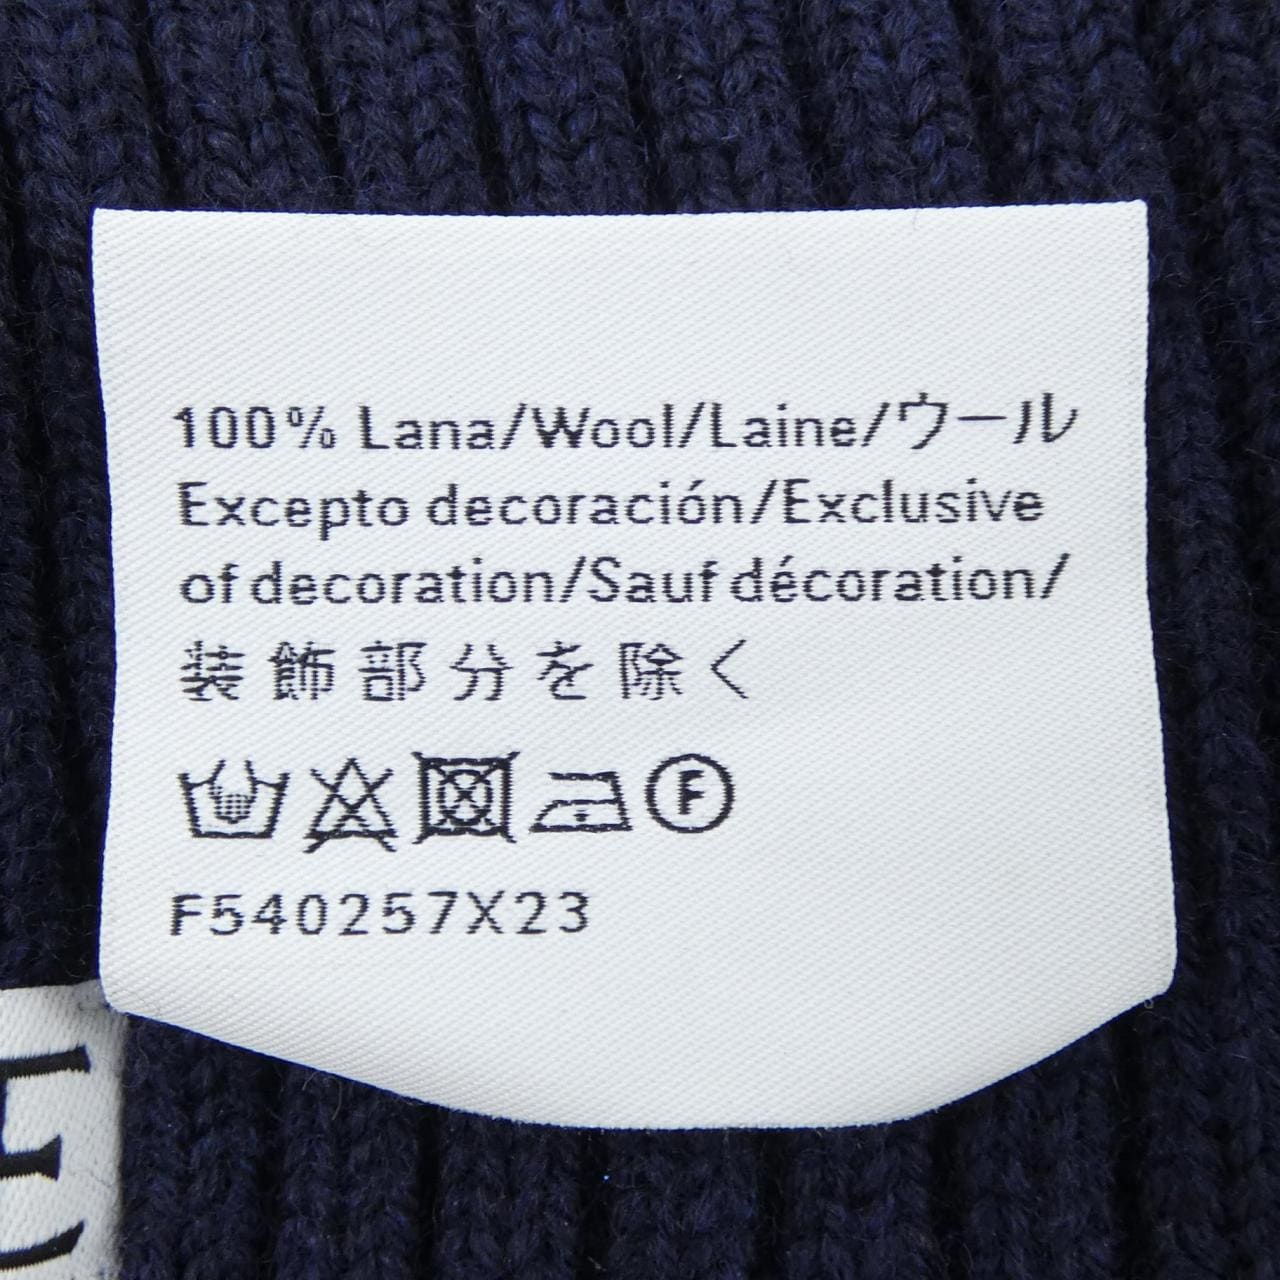 100% Lana/Wool/Laine/ウール
Excepto decoración/Exclusive
of decoration/Sauf décoration/
装飾部分を除く
F
F540257X23